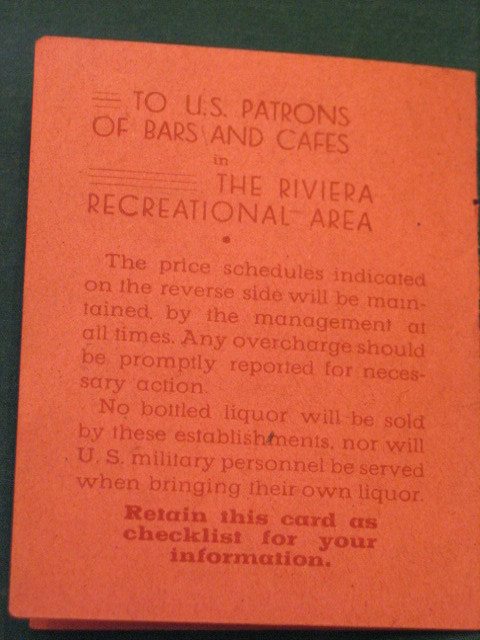 TO U.S. PATRONS
OF BARS AND CAFES
in
THE RIVIERA
RECREATIONAL AREA
The price schedules indicated
on the reverse side will be main-
tained, by the management at
all times. Any overcharge should
be promptly reported for neces-
sary action.
No bottled liquor will be sold
by these establishments, nor will
U. S. military personnel be served
when bringing their own liquor.
Retain this card as
checklist for your
information.